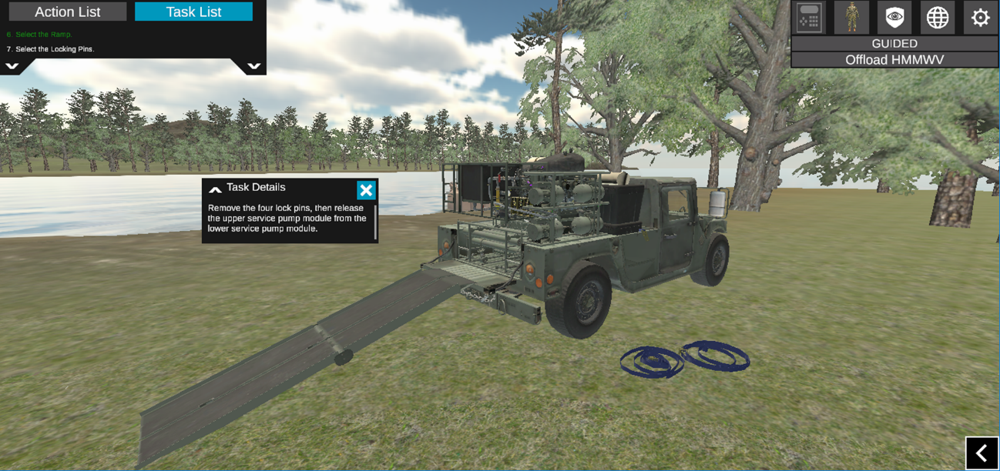 Action List
Task List
6. Select the Ramp.
7. Select the Locking Pins.
GUIDED
Offload HMMWV
Task Details
Remove the four lock pins, then release
the upper service pump module from the
lower service pump module.